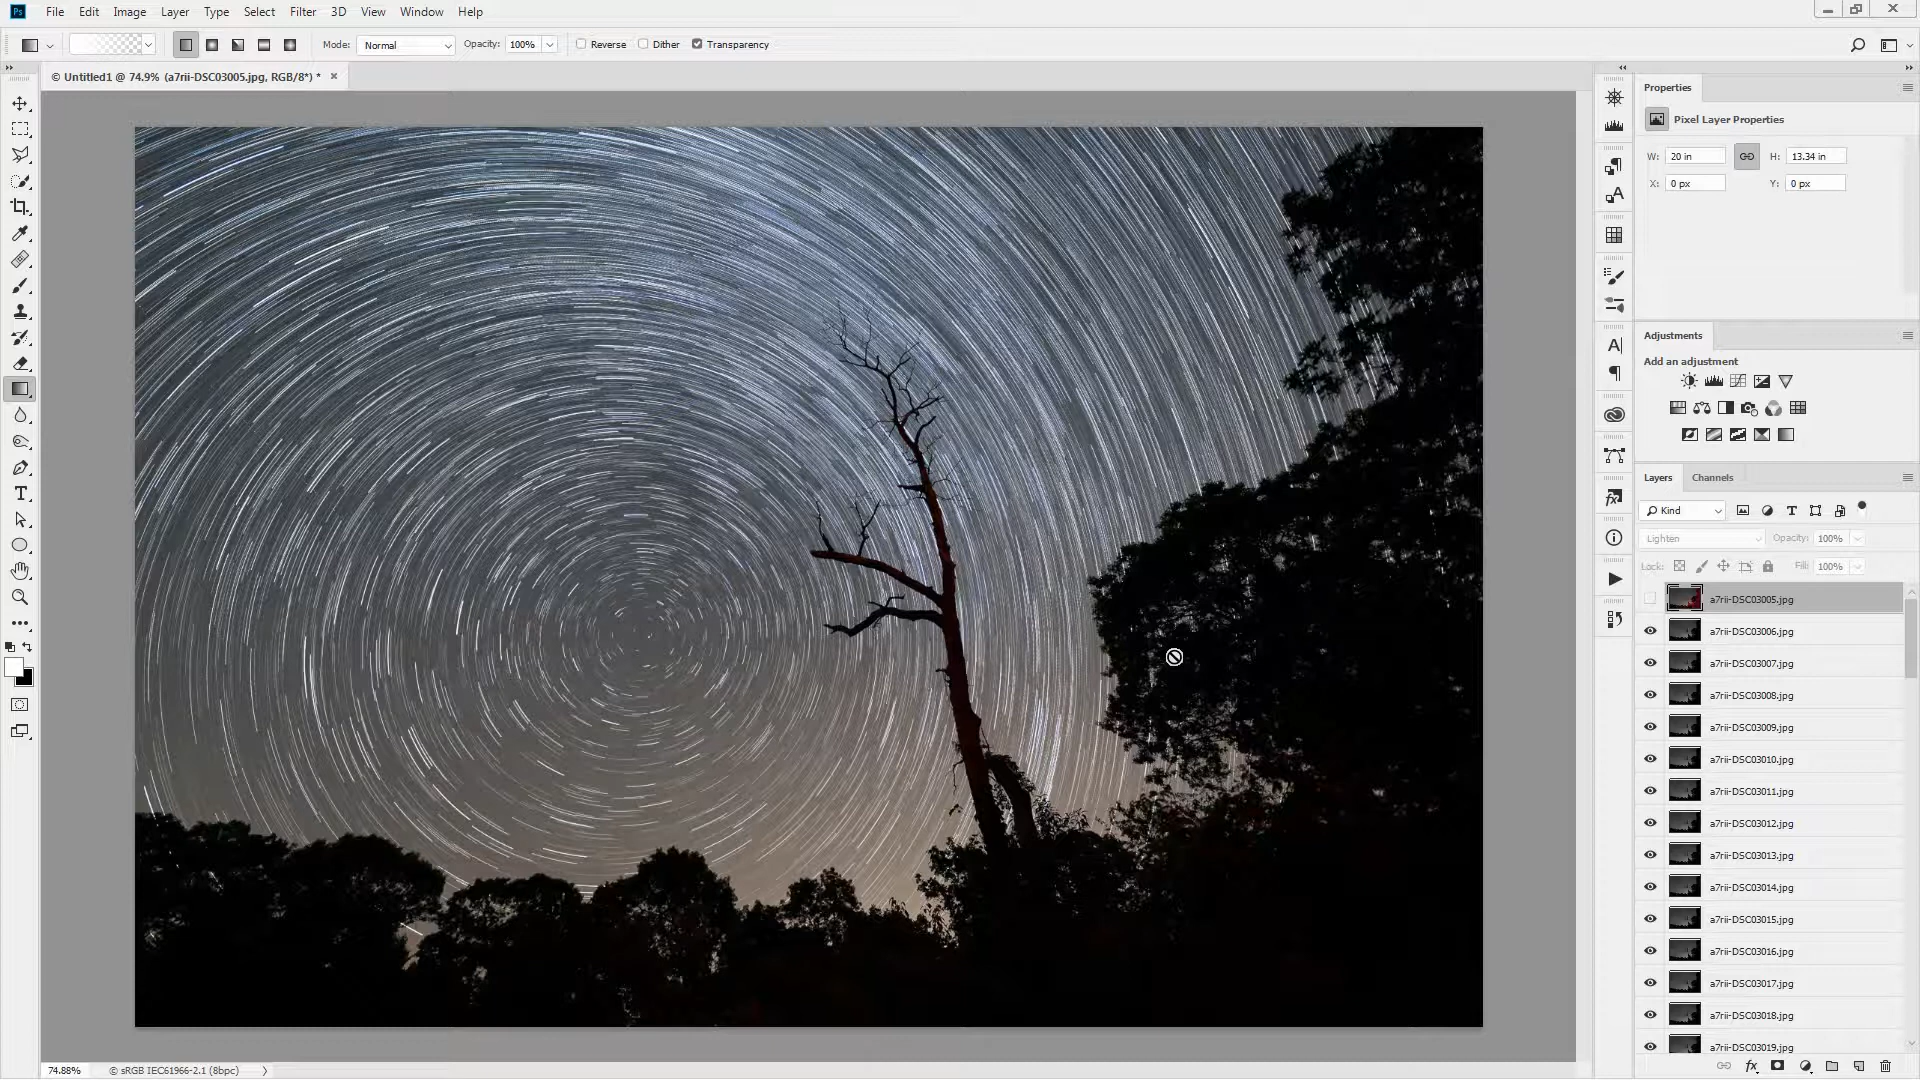 Ps File Edit Image Layer Type Select Filter 3D View Window Help
Mode: Normal Opacity: 100% Reverse Dither Transparency
© Untitled1 @ 74.9% (a7rii-DSC03005.jpg, RGB/8*) *
Properties
Pixel Layer Properties
W: 20 in H: 13.34 in
X: 0 px Y: 0 px
Adjustments
Add an adjustment
Layers Channels
Kind
Lighten Opacity: 100%
Lock: Fill: 100%
a7rii-DSC03005.jpg
a7rii-DSC03006.jpg
a7rii-DSC03007.jpg
a7rii-DSC03008.jpg
a7rii-DSC03009.jpg
a7rii-DSC03010.jpg
a7rii-DSC03011.jpg
a7rii-DSC03012.jpg
a7rii-DSC03013.jpg
a7rii-DSC03014.jpg
a7rii-DSC03015.jpg
a7rii-DSC03016.jpg
a7rii-DSC03017.jpg
a7rii-DSC03018.jpg
a7rii-DSC03019.jpg
74.88% © sRGB IEC61966-2.1 (8bpc)